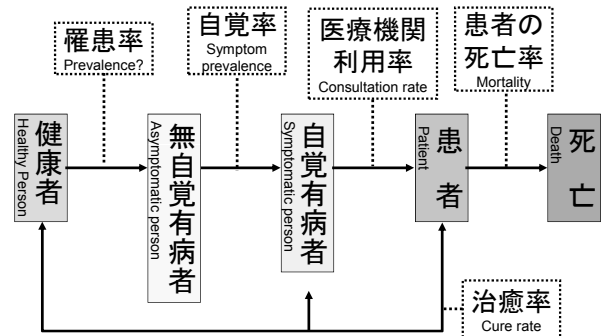 罹患率
Prevalence?
自覚率
Symptom
prevalence
医療機関
利用率
Consultation rate
患者の
死亡率
Mortality
健康者
Healthy Person
無自覚有病者
Asymptomatic person
自覚有病者
Symptomatic person
患者
Patient
死亡
Death
治癒率
Cure rate